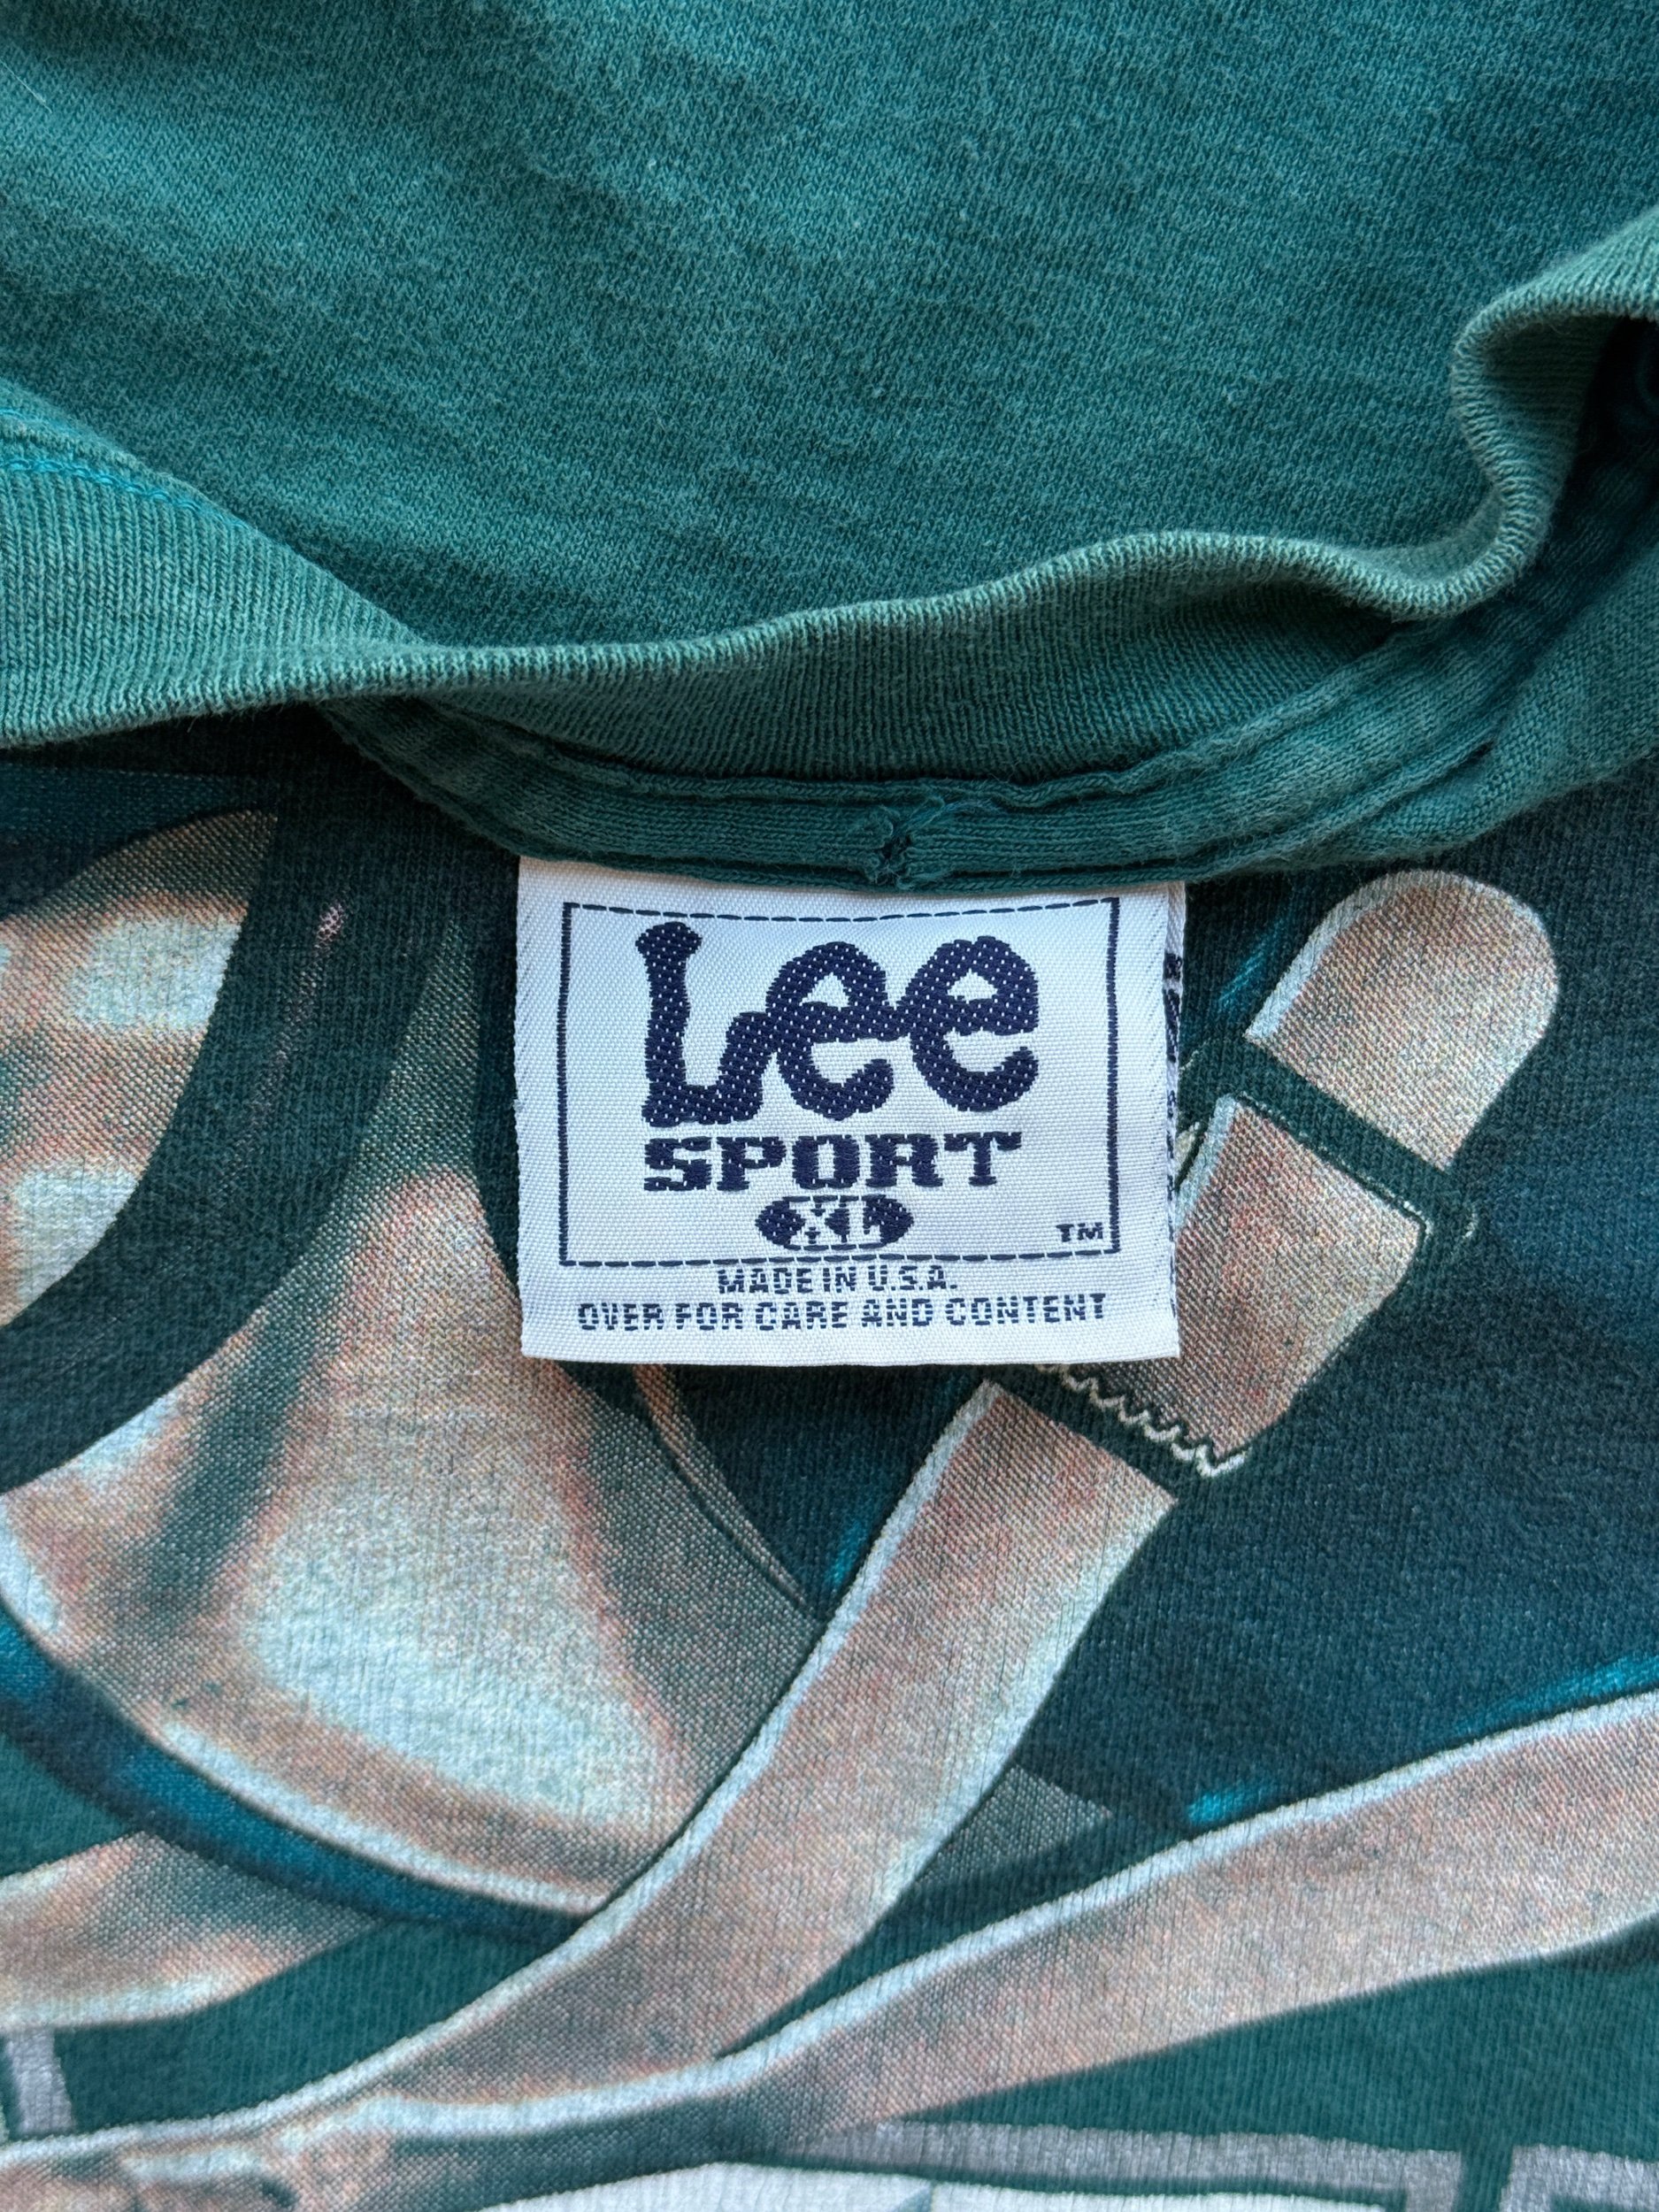 Lee
SPORT
XL
TM
MADE IN U.S.A.
OVER FOR CARE AND CONTENT